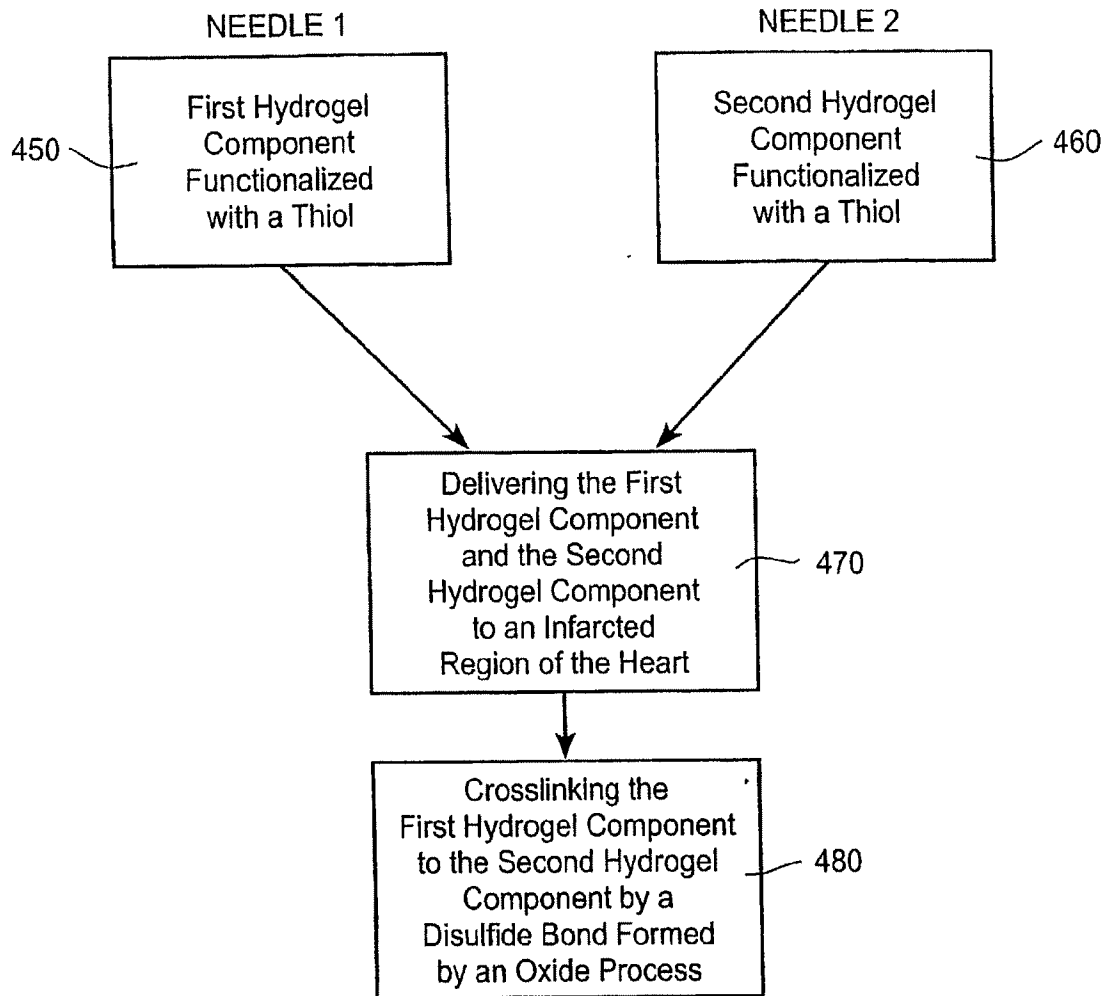 NEEDLE 1
NEEDLE 2
450
First Hydrogel
Component
Functionalized
with a Thiol
Second Hydrogel
Component
Functionalized
with a Thiol
460
Delivering the First
Hydrogel Component
and the Second
Hydrogel Component
to an Infarcted
Region of the Heart
470
Crosslinking the
First Hydrogel Component
to the Second Hydrogel
Component by a
Disulfide Bond Formed
by an Oxide Process
480